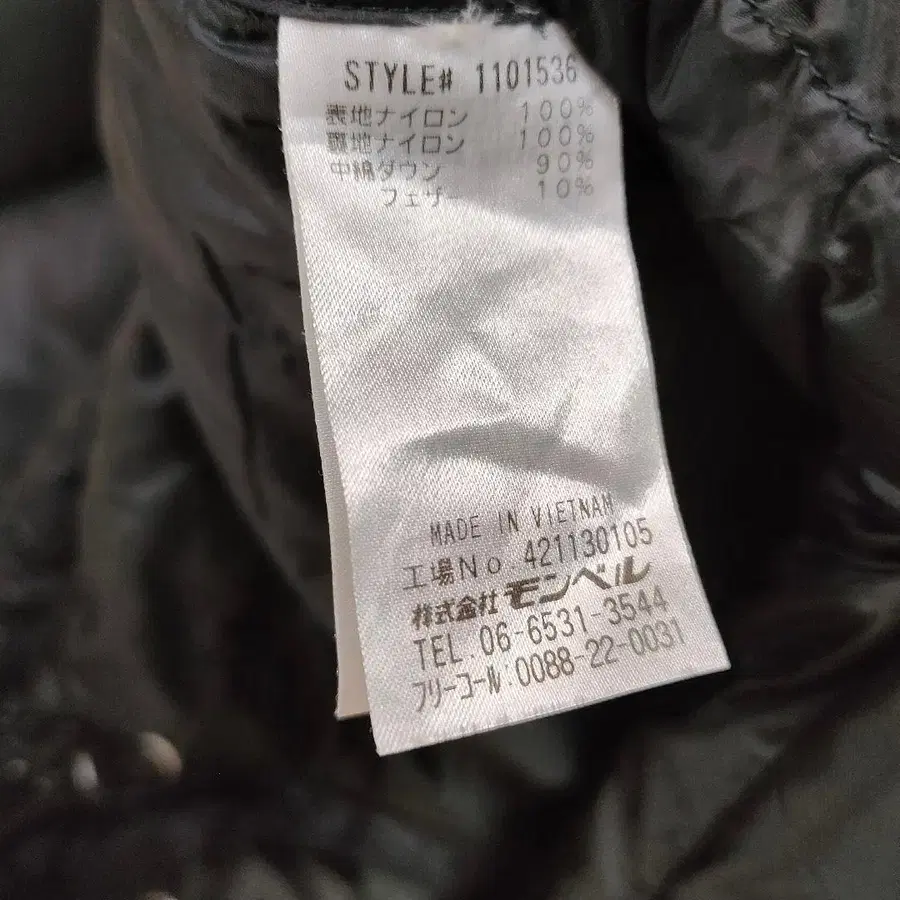 STYLE# 1101536
表地ナイロン 100%
裏地ナイロン 100%
中綿ダウン 90%
フェザー 10%
MADE IN VIETNAM
工場No 421130105
株式会社モンベル
TEL.06-6531-3544
フリーコール:0088-22-0031